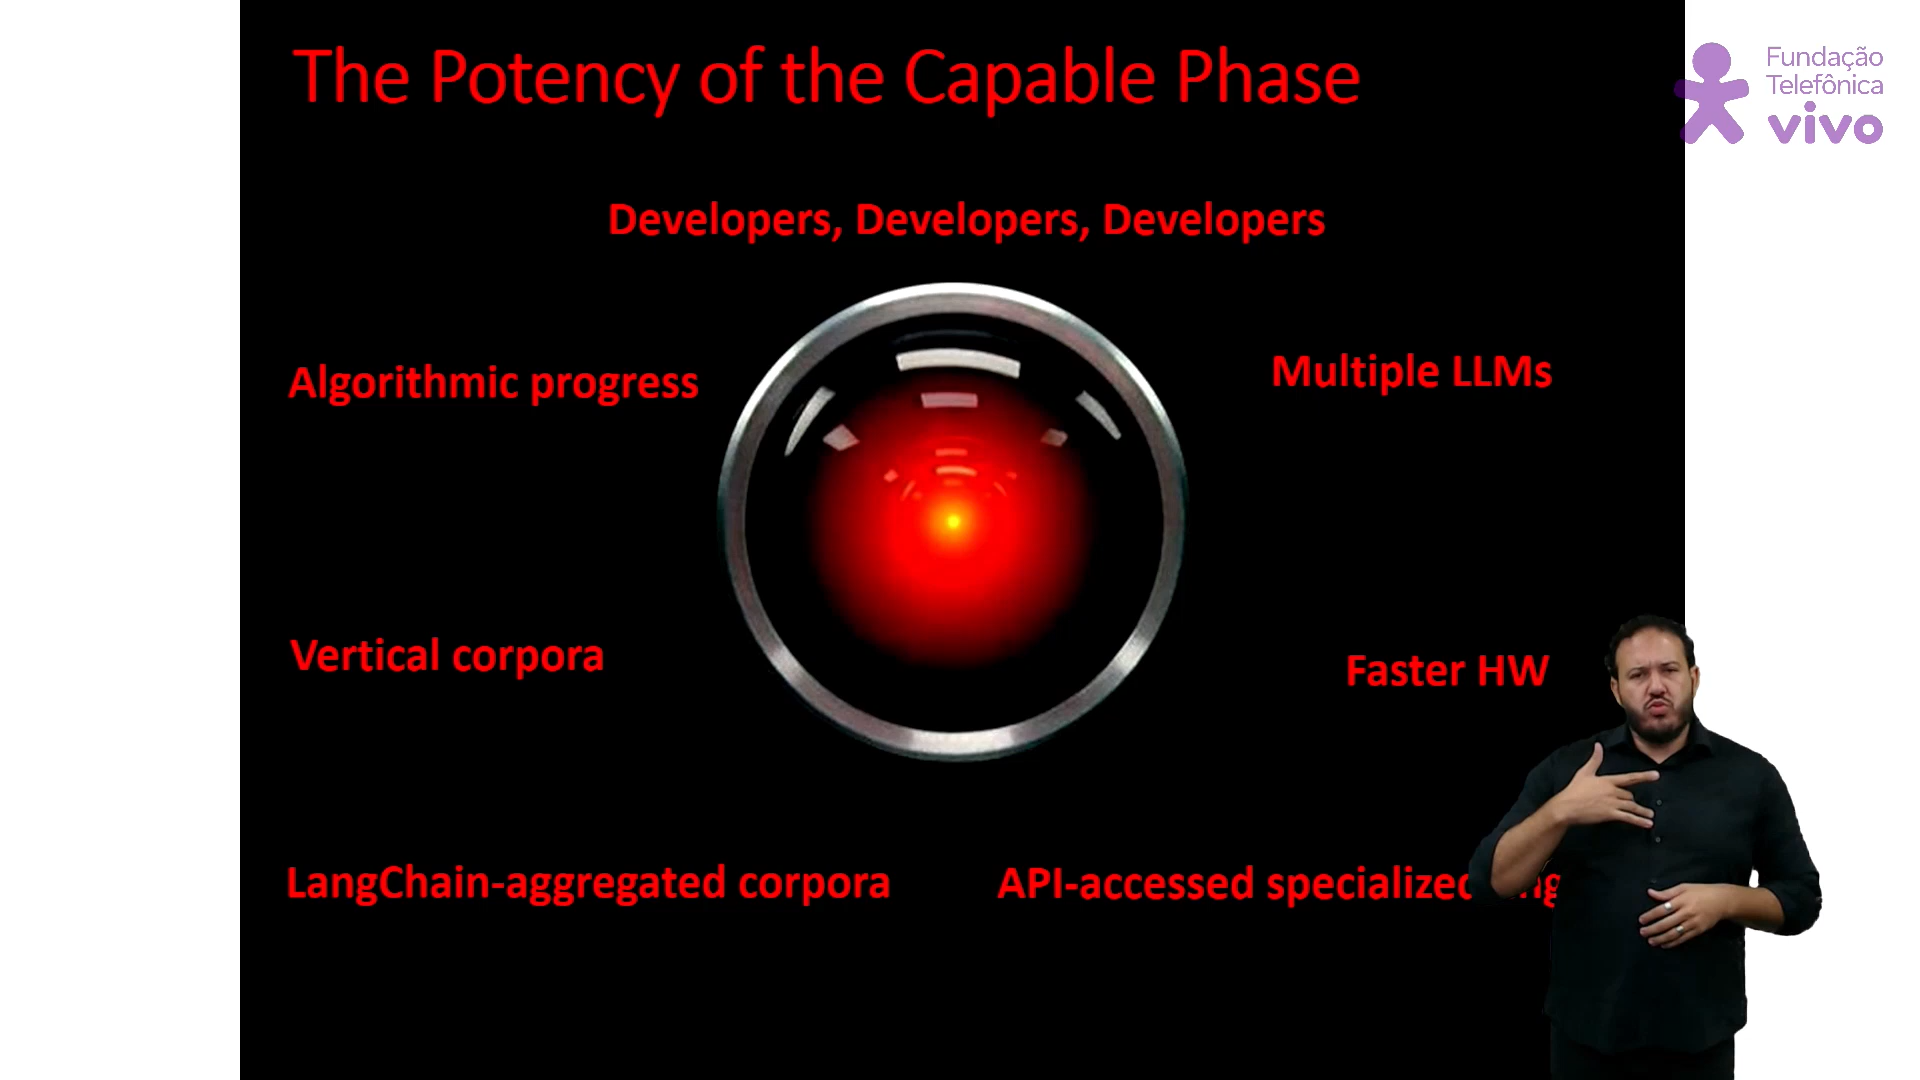 The Potency of the Capable Phase
Fundação
Telefônica
vivo
Developers, Developers, Developers
Algorithmic progress
Multiple LLMs
Vertical corpora
Faster HW
LangChain-aggregated corpora
API-accessed specialized